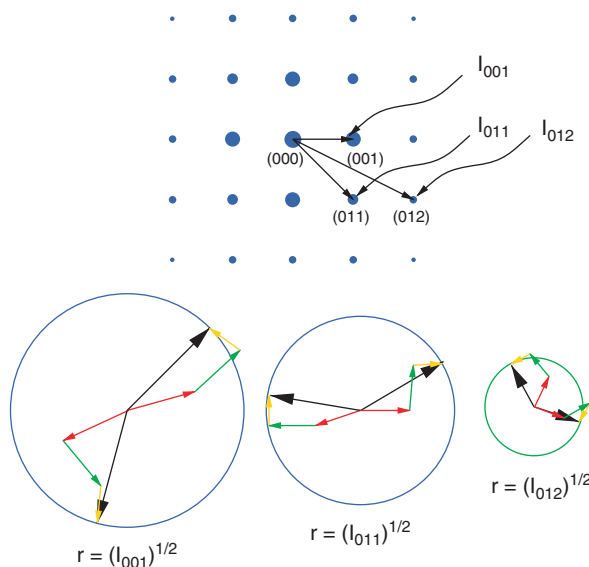 I001
I011
I012
(000)
(001)
(011)
(012)
r = (I012)1/2
r = (I001)1/2
r = (I011)1/2